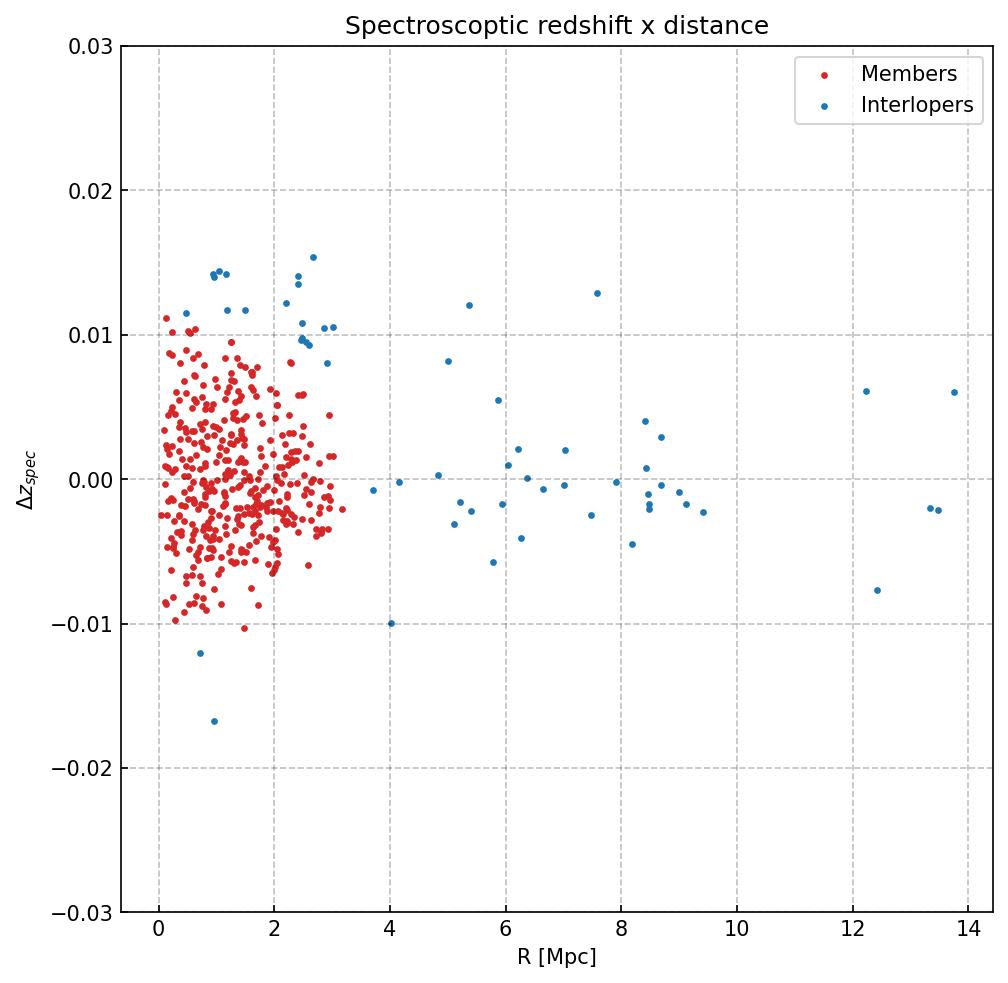 Spectroscoptic redshift x distance
Members
Interlopers
0.03
0.02
0.01
0.00
−0.01
−0.02
−0.03
Δz_spec
0 2 4 6 8 10 12 14
R [Mpc]